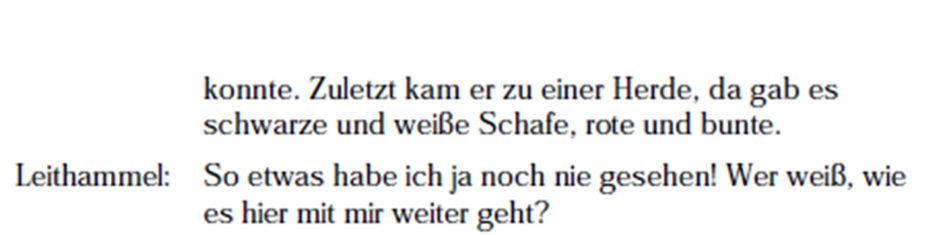 konnte. Zuletzt kam er zu einer Herde, da gab es
schwarze und weiße Schafe, rote und bunte.
Leithammel: So etwas habe ich ja noch nie gesehen! Wer weiß, wie
es hier mit mir weiter geht?